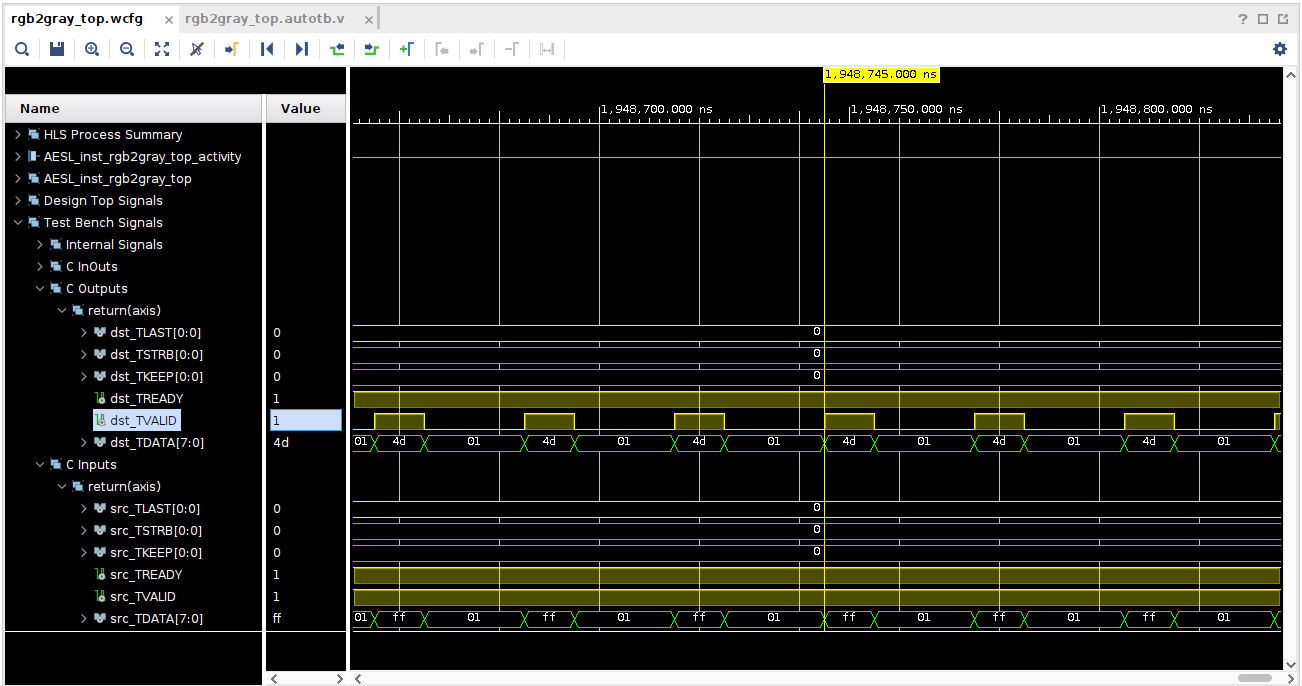 rgb2gray_top.wcfg × rgb2gray_top.autotb.v ×
?
1,948,745.000 ns
Name Value
1,948,700.000 ns 1,948,750.000 ns 1,948,800.000 ns
HLS Process Summary
AESL_inst_rgb2gray_top_activity
AESL_inst_rgb2gray_top
Design Top Signals
Test Bench Signals
Internal Signals
C InOuts
C Outputs
return(axis)
dst_TLAST[0:0] 0 0
dst_TSTRB[0:0] 0 0
dst_TKEEP[0:0] 0 0
dst_TREADY 1
dst_TVALID 1
dst_TDATA[7:0] 4d 01 4d 01 4d 01 4d 01 4d 01 4d 01 4d 01
C Inputs
return(axis)
src_TLAST[0:0] 0 0
src_TSTRB[0:0] 0 0
src_TKEEP[0:0] 0 0
src_TREADY 1
src_TVALID 1
src_TDATA[7:0] ff 01 ff 01 ff 01 ff 01 ff 01 ff 01 ff 01